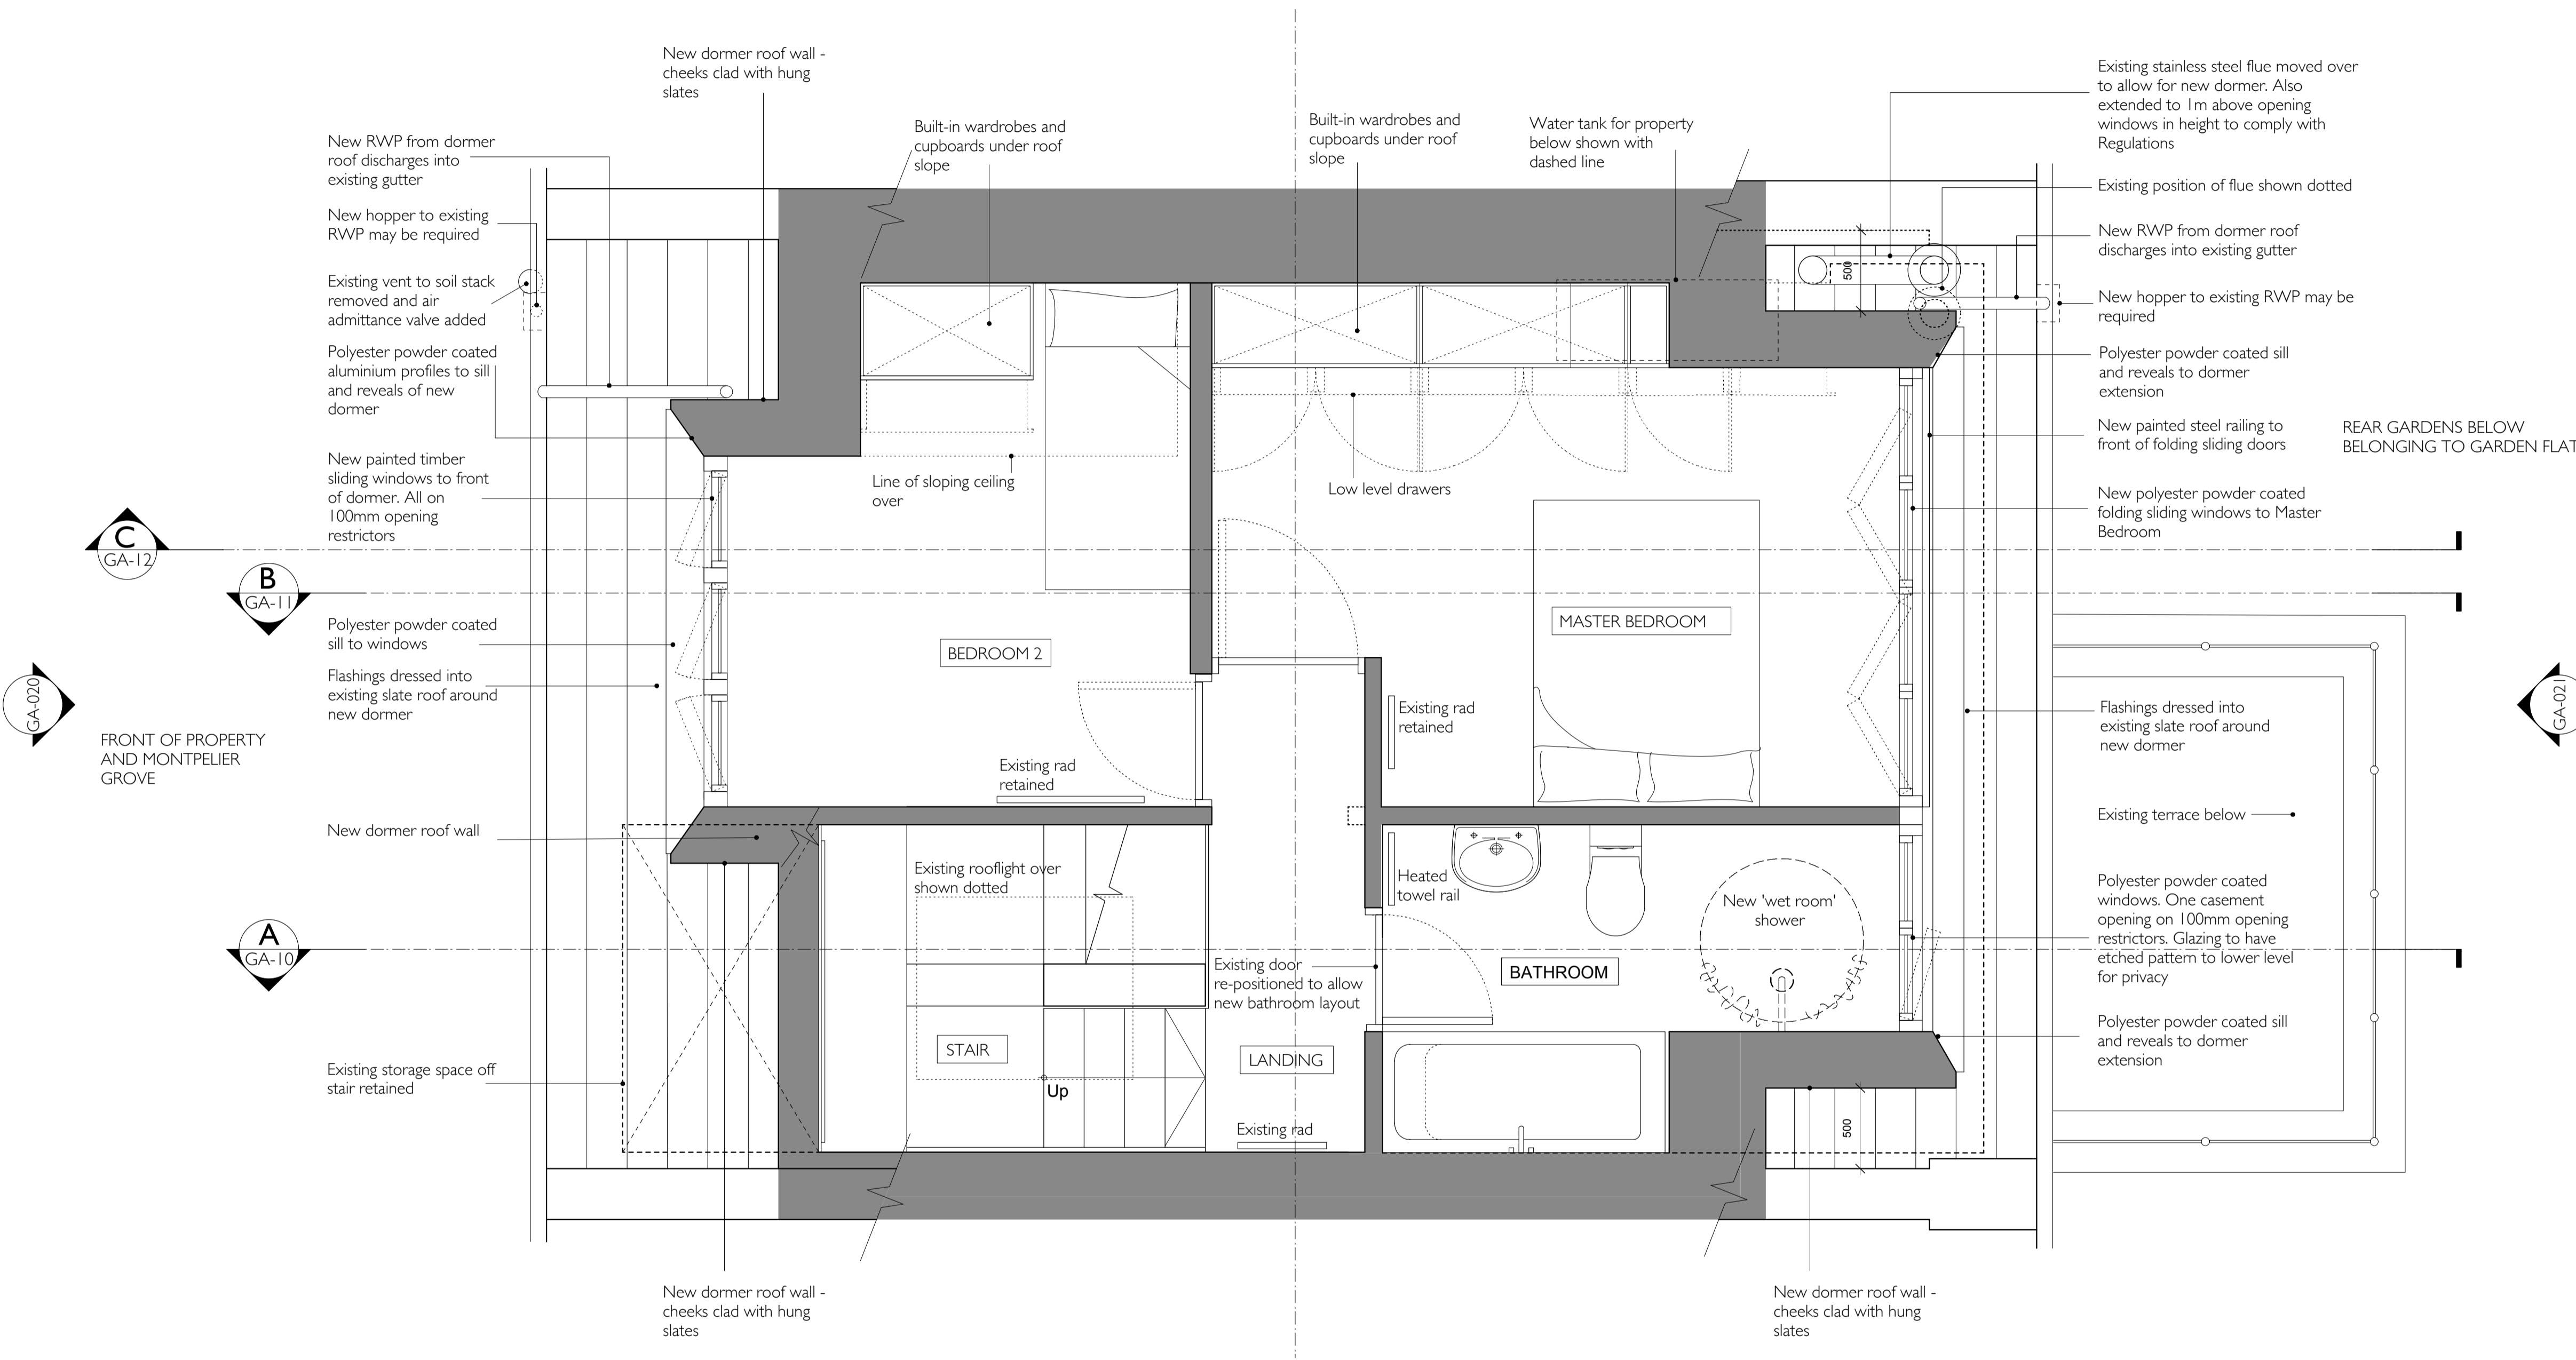 New dormer roof wall -
cheeks clad with hung
slates
Built-in wardrobes and
cupboards under roof
slope
Built-in wardrobes and
cupboards under roof
slope
Water tank for property
below shown with
dashed line
Existing stainless steel flue moved over
to allow for new dormer. Also
extended to 1m above opening
windows in height to comply with
Regulations
Existing position of flue shown dotted
New RWP from dormer roof
discharges into existing gutter
New hopper to existing RWP may be
required
Polyester powder coated sill
and reveals to dormer
extension
New painted steel railing to
front of folding sliding doors
REAR GARDENS BELOW
BELONGING TO GARDEN FLAT
New polyester powder coated
folding sliding windows to Master
Bedroom
Flashings dressed into
existing slate roof around
new dormer
Existing terrace below
Polyester powder coated
windows. One casement
opening on 100mm opening
restrictors. Glazing to have
etched pattern to lower level
for privacy
Polyester powder coated sill
and reveals to dormer
extension
GA-021
New RWP from dormer
roof discharges into
existing gutter
New hopper to existing
RWP may be required
Existing vent to soil stack
removed and air
admittance valve added
Polyester powder coated
aluminium profiles to sill
and reveals of new
dormer
New painted timber
sliding windows to front
of dormer. All on
100mm opening
restrictors
C
GA-12
B
GA-11
Polyester powder coated
sill to windows
Flashings dressed into
existing slate roof around
new dormer
GA-020
FRONT OF PROPERTY
AND MONTPELIER
GROVE
New dormer roof wall
A
GA-10
Existing storage space off
stair retained
Line of sloping ceiling
over
Low level drawers
500
BEDROOM 2
MASTER BEDROOM
Existing rad
retained
Existing rad
retained
Existing rooflight over
shown dotted
Heated
towel rail
New 'wet room'
shower
Existing door
re-positioned to allow
new bathroom layout
BATHROOM
STAIR
LANDING
Up
Existing rad
500
New dormer roof wall -
cheeks clad with hung
slates
New dormer roof wall -
cheeks clad with hung
slates